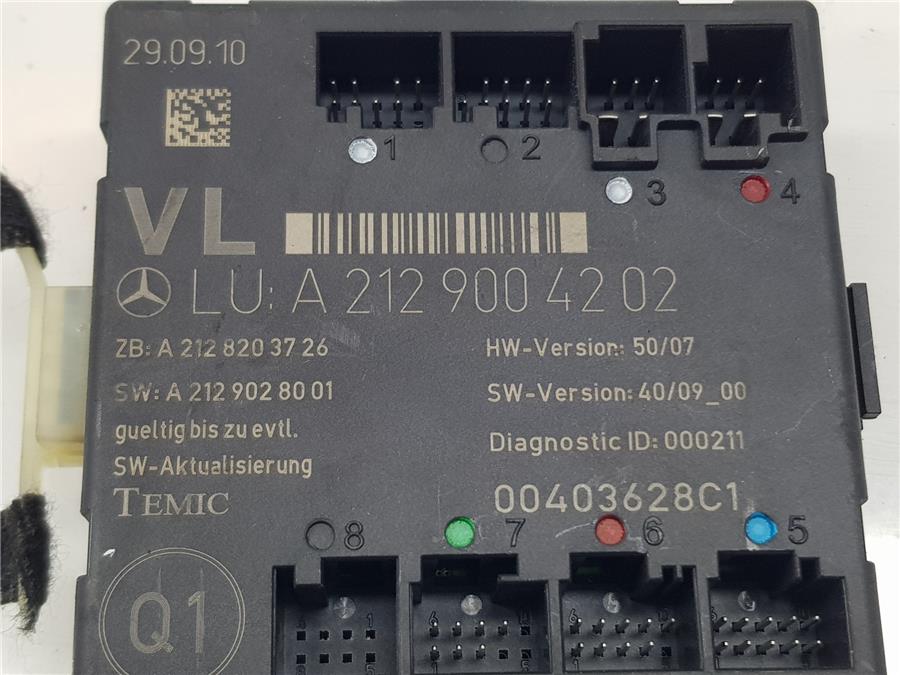 29.09.10
1
2
3
4
VL
LU: A 212 900 42 02
ZB: A 212 820 37 26
HW-Version: 50/07
SW: A 212 902 80 01
SW-Version: 40/09_00
gueltig bis zu evtl.
Diagnostic ID: 000211
SW-Aktualisierung
TEMIC
00403628C1
8
7
6
5
Q1